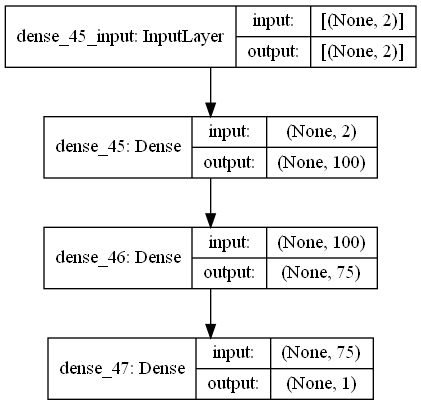 dense_45_input: InputLayer
input: [(None, 2)]
output: [(None, 2)]
dense_45: Dense
input: (None, 2)
output: (None, 100)
dense_46: Dense
input: (None, 100)
output: (None, 75)
dense_47: Dense
input: (None, 75)
output: (None, 1)